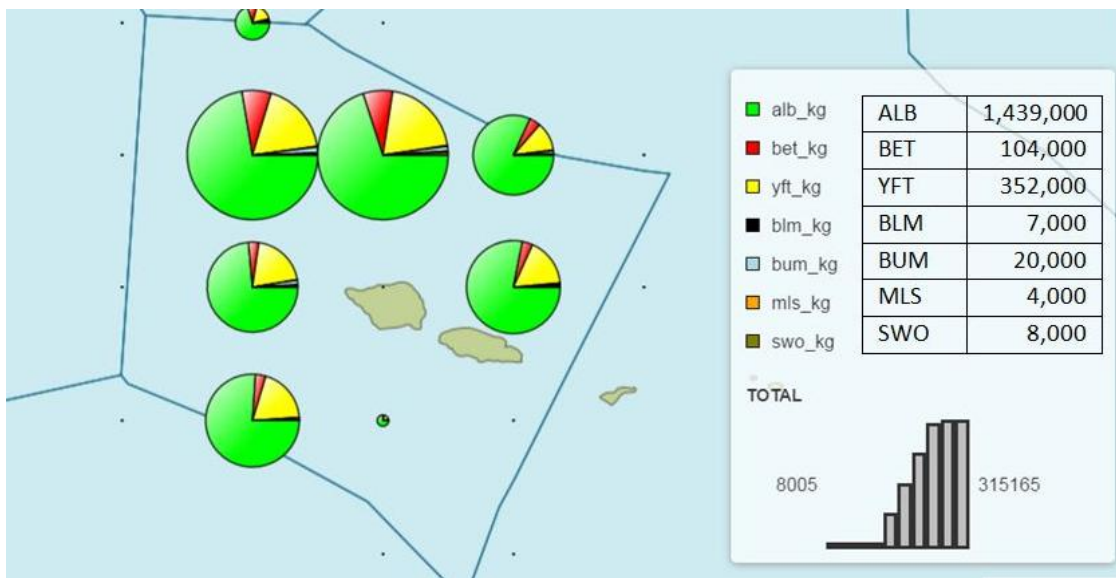 alb_kg ALB 1,439,000
bet_kg BET 104,000
yft_kg YFT 352,000
blm_kg BLM 7,000
bum_kg BUM 20,000
mls_kg MLS 4,000
swo_kg SWO 8,000
TOTAL
8005 315165